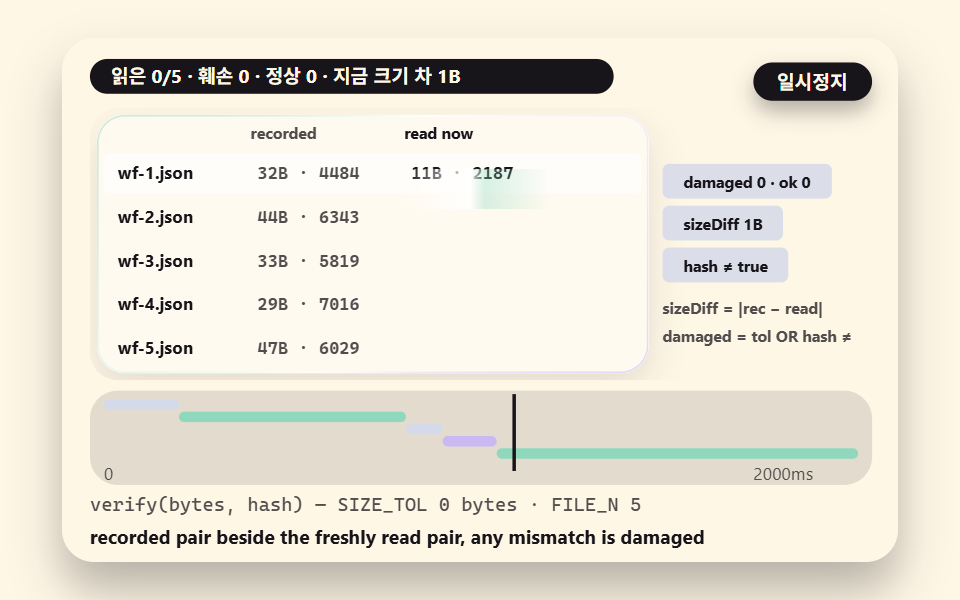 읽은 0/5 · 훼손 0 · 정상 0 · 지금 크기 차 1B
일시정지
recorded read now
wf-1.json 32B · 4484 11B · 2187
wf-2.json 44B · 6343
wf-3.json 33B · 5819
wf-4.json 29B · 7016
wf-5.json 47B · 6029
damaged 0 · ok 0
sizeDiff 1B
hash ≠ true
sizeDiff = |rec − read|
damaged = tol OR hash ≠
0 2000ms
verify(bytes, hash) — SIZE_TOL 0 bytes · FILE_N 5
recorded pair beside the freshly read pair, any mismatch is damaged